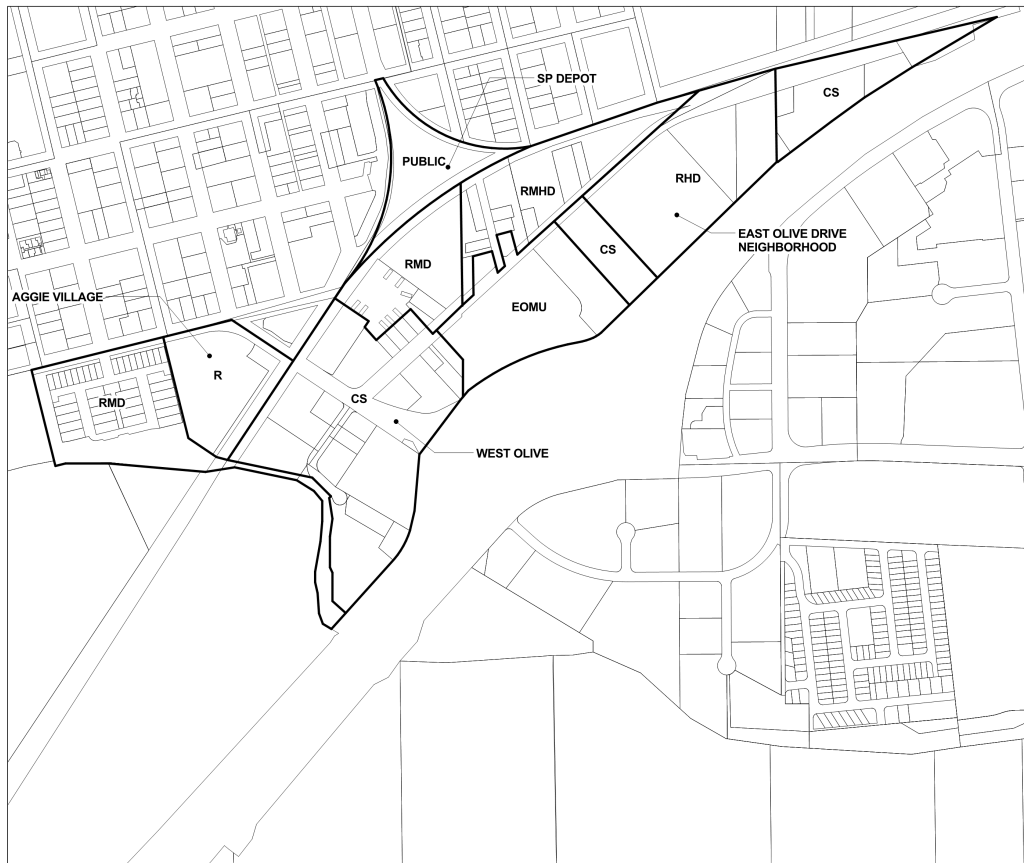 SP DEPOT
CS
PUBLIC
RHD
RMHD
EAST OLIVE DRIVE
NEIGHBORHOOD
CS
RMD
AGGIE VILLAGE
EOMU
R
CS
RMD
WEST OLIVE